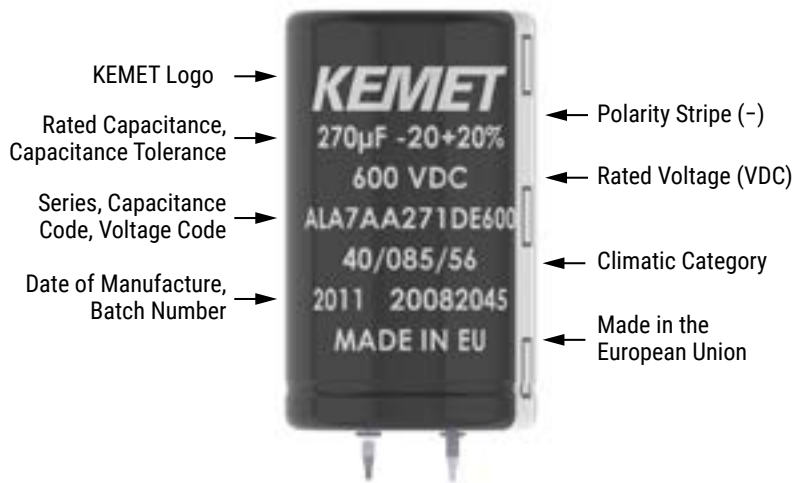 KEMET Logo
Rated Capacitance,
Capacitance Tolerance
Series, Capacitance
Code, Voltage Code
Date of Manufacture,
Batch Number
KEMET
270µF -20+20%
600 VDC
ALA7AA271DE600
40/085/56
2011 20082045
MADE IN EU
Polarity Stripe (−)
Rated Voltage (VDC)
Climatic Category
Made in the
European Union